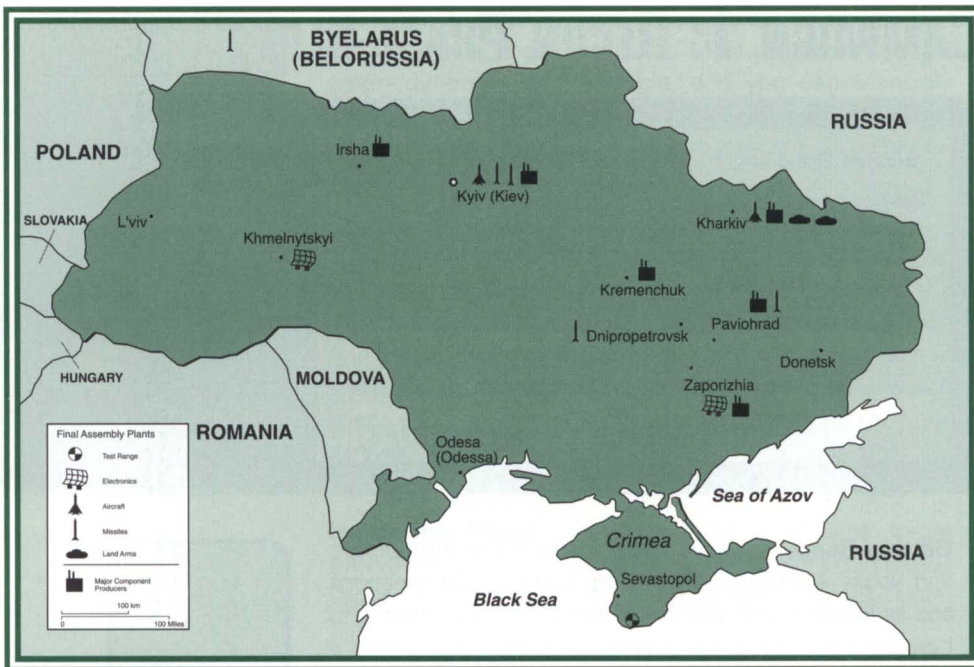 BYELARUS
(BELORUSSIA)
RUSSIA
POLAND
Irsha
Kyiv (Kiev)
SLOVAKIA
L'viv
Kharkiv
Khmelnytskyi
Kremenchuk
Paviohrad
Dnipropetrovsk
Donetsk
HUNGARY
MOLDOVA
Zaporizhia
ROMANIA
Odesa
(Odessa)
Sea of Azov
Crimea
RUSSIA
Sevastopol
Black Sea
Final Assembly Plants
Test Range
Electronics
Aircraft
Missiles
Land Arms
Major Component
Producers
100 km
0
100 Miles